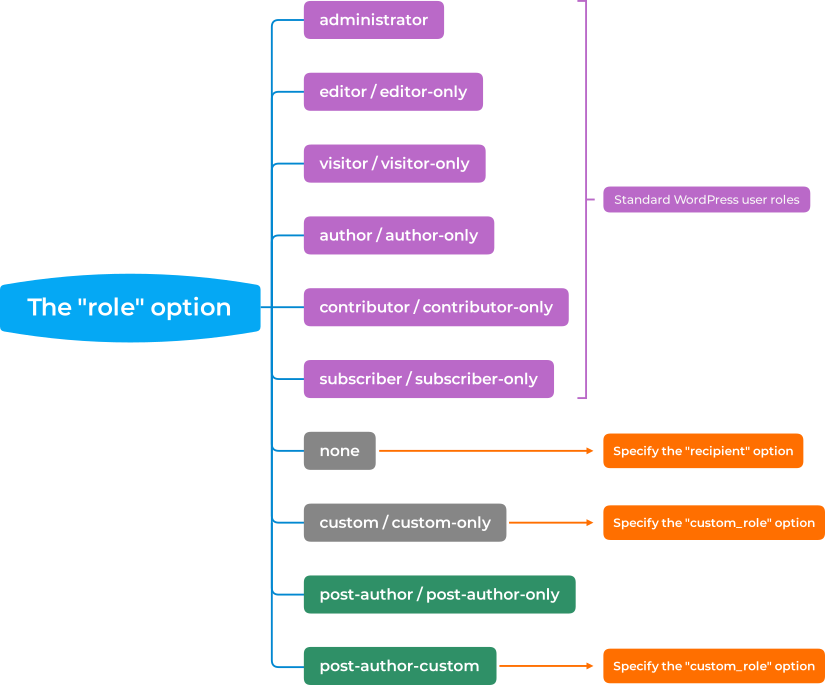 The "role" option
administrator
editor / editor-only
visitor / visitor-only
author / author-only
contributor / contributor-only
subscriber / subscriber-only
Standard WordPress user roles
none
Specify the "recipient" option
custom / custom-only
Specify the "custom_role" option
post-author / post-author-only
post-author-custom
Specify the "custom_role" option